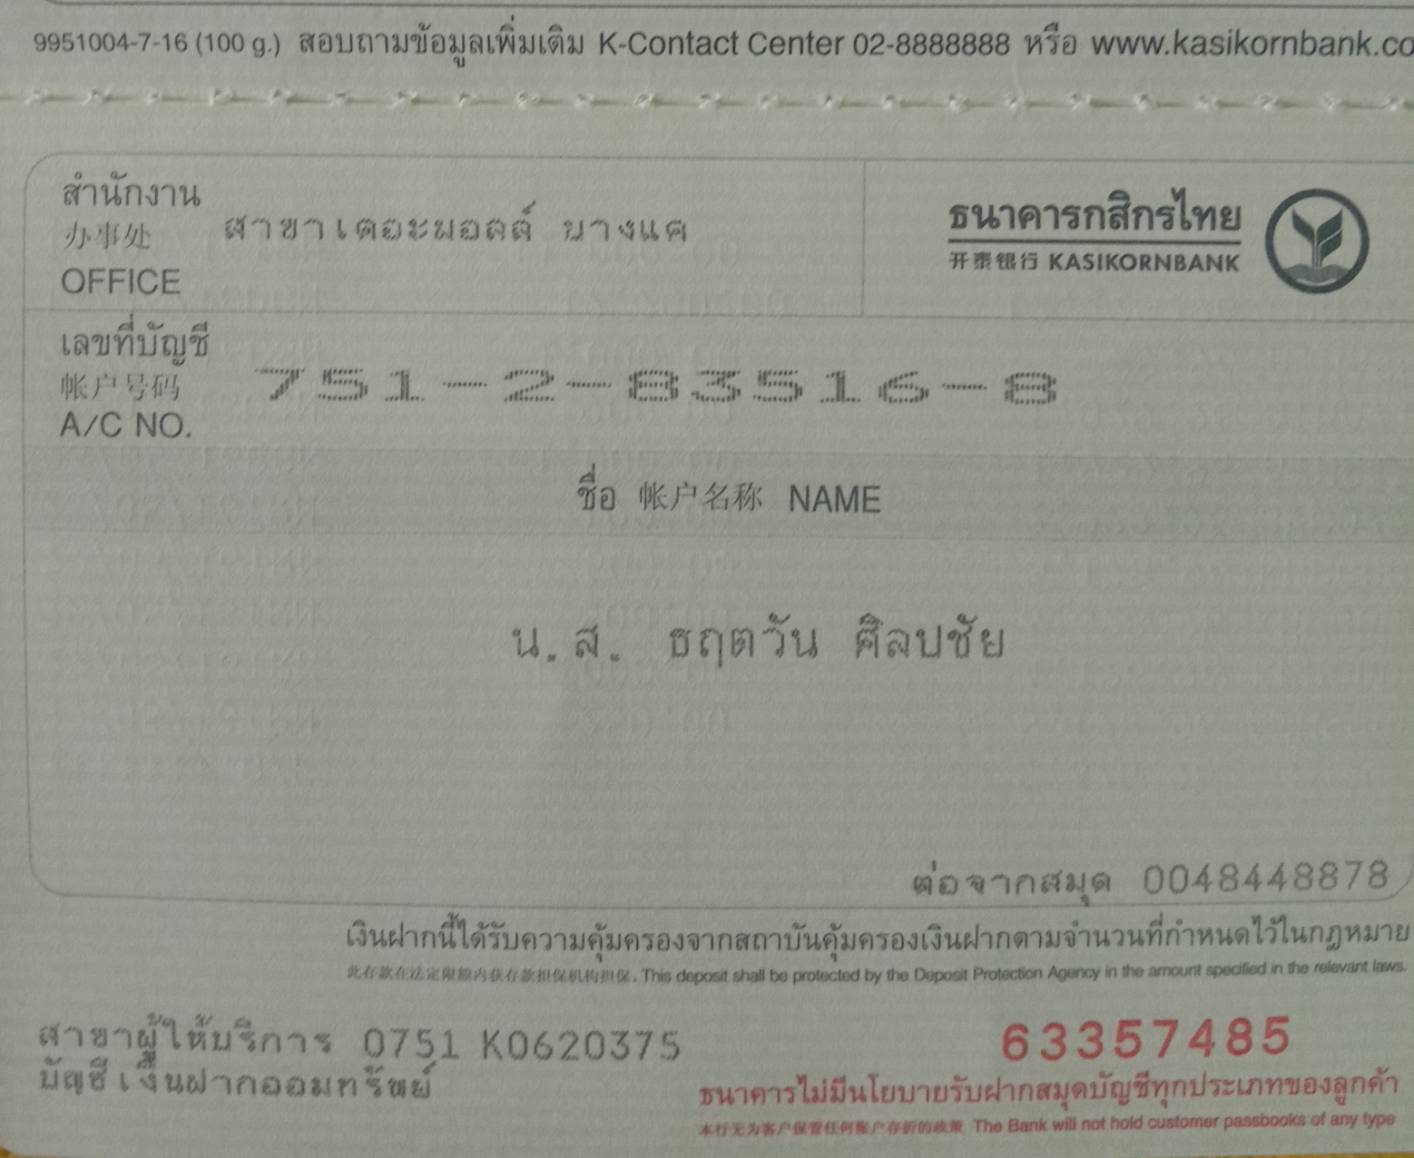 9951004-7-16 (100 g.) สอบถามข้อมูลเพิ่มเติม K-Contact Center 02-8888888 หรือ www.kasikornbank.co
สำนักงาน
办事处 สาขาเดอะมอลล์ บางแค
OFFICE
ธนาคารกสิกรไทย
开泰银行 KASIKORNBANK
เลขที่บัญชี
帐户号码 751-2-83516-8
A/C NO.
ชื่อ 帐户名称 NAME
น.ส. ธฤตวัน ศิลปชัย
ต่อจากสมุด 0048448878
เงินฝากนี้ได้รับความคุ้มครองจากสถาบันคุ้มครองเงินฝากตามจำนวนที่กำหนดไว้ในกฎหมาย
此存款在法定限额内获存款担保机构担保. This deposit shall be protected by the Deposit Protection Agency in the amount specified in the relevant laws.
สาขาผู้ให้บริการ 0751 K0620375
บัญชีเงินฝากออมทรัพย์
63357485
ธนาคารไม่มีนโยบายรับฝากสมุดบัญชีทุกประเภทของลูกค้า
本行无为客户保管任何账户存折的政策 The Bank will not hold customer passbooks of any type